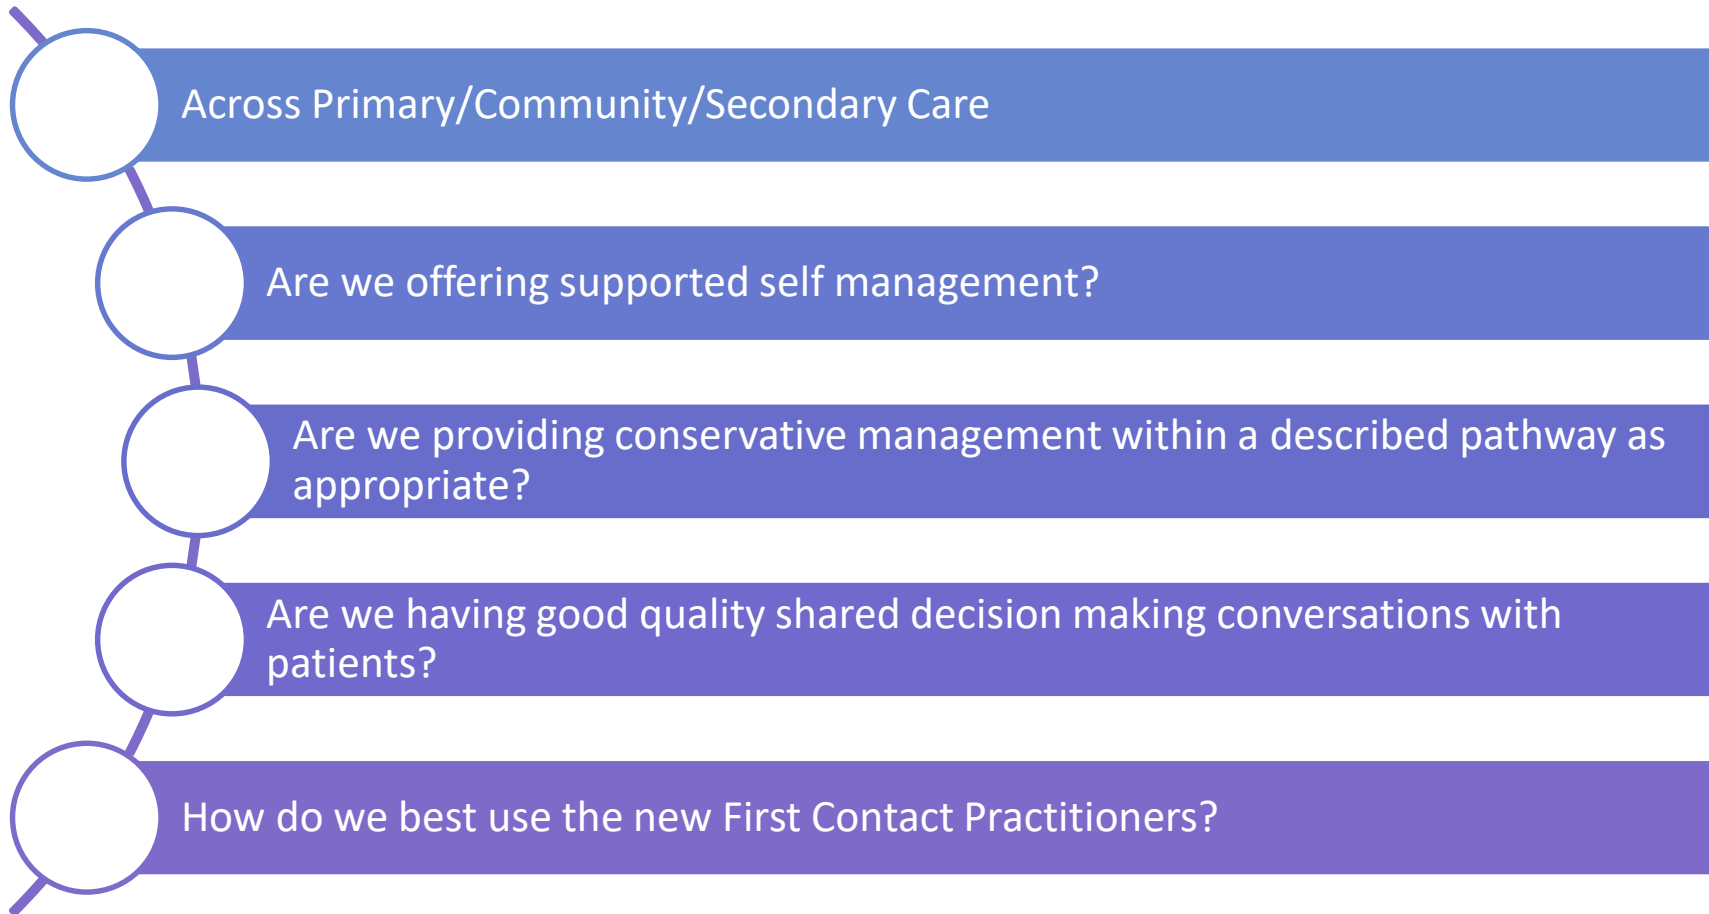 Across Primary/Community/Secondary Care
Are we offering supported self management?
Are we providing conservative management within a described pathway as
appropriate?
Are we having good quality shared decision making conversations with
patients?
How do we best use the new First Contact Practitioners?